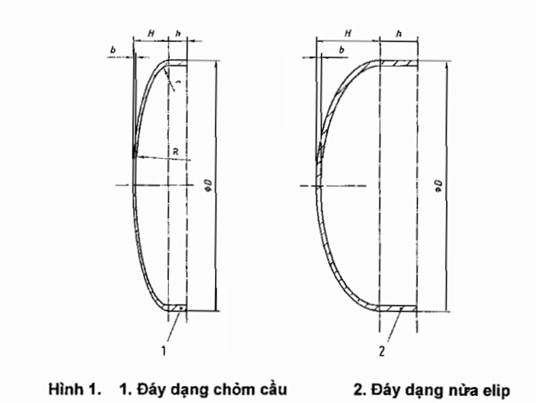 H h H h
b b
r
R
ΦD ΦD
1 2
Hình 1. 1. Đáy dạng chỏm cầu 2. Đáy dạng nửa elip